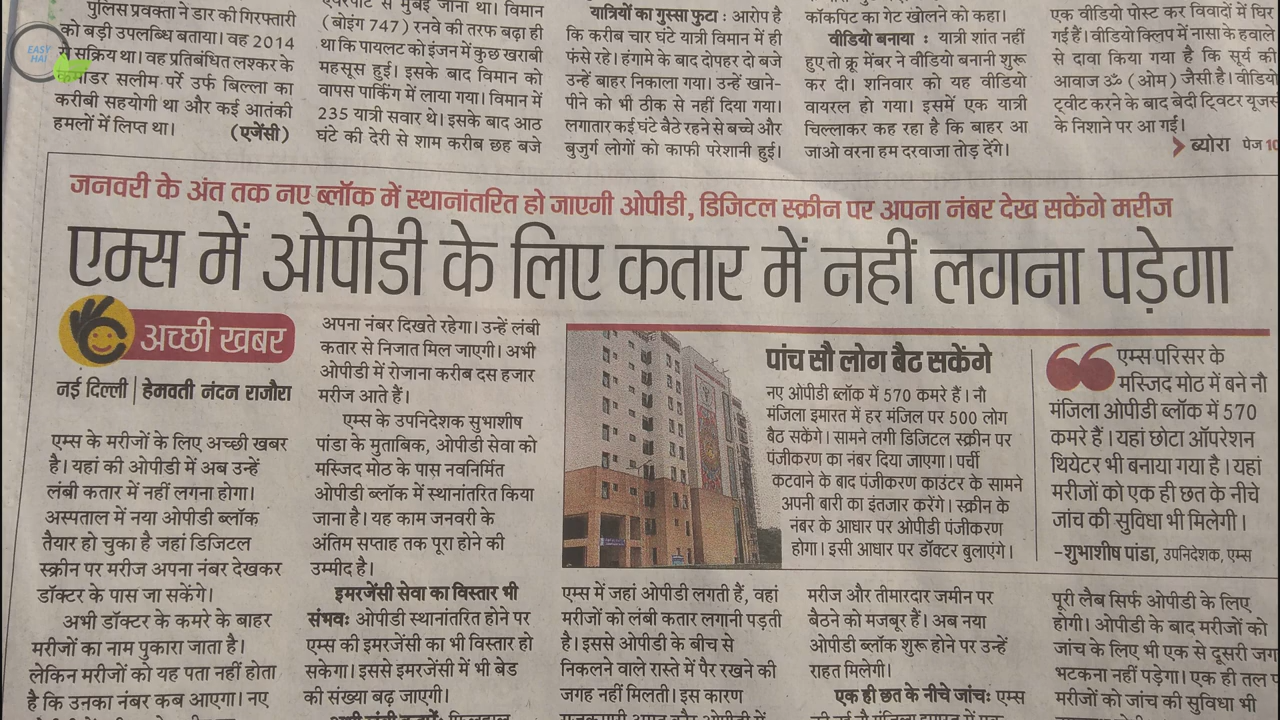 EASY
HAI
पुलिस प्रवक्ता ने डार की गिरफ्तारी
को बड़ी उपलब्धि बताया। वह 2014
से सक्रिय था। वह प्रतिबंधित लश्कर के
कमांडर सलीम पर्रे उर्फ बिल्ला का
करीबी सहयोगी था और कई आतंकी
हमलों में लिप्त था। (एजेंसी)
से मुंबई जाना था। विमान
(बोइंग 747) रनवे की तरफ बढ़ा ही
था कि पायलट को इंजन में कुछ खराबी
महसूस हुई। इसके बाद विमान को
वापस पार्किंग में लाया गया। विमान में
235 यात्री सवार थे। इसके बाद आठ
घंटे की देरी से शाम करीब छह बजे
यात्रियों का गुस्सा फुटा : आरोप है
कि करीब चार घंटे यात्री विमान में ही
फंसे रहे। हंगामे के बाद दोपहर दो बजे
उन्हें बाहर निकाला गया। उन्हें खाने-
पीने को भी ठीक से नहीं दिया गया।
लगातार कई घंटे बैठे रहने से बच्चे और
बुजुर्ग लोगों को काफी परेशानी हुई।
कॉकपिट का गेट खोलने को कहा।
वीडियो बनाया : यात्री शांत नहीं
हुए तो क्रू मेंबर ने वीडियो बनानी शुरू
कर दी। शनिवार को यह वीडियो
वायरल हो गया। इसमें एक यात्री
चिल्लाकर कह रहा है कि बाहर आ
जाओ वरना हम दरवाजा तोड़ देंगे।
एक वीडियो पोस्ट कर विवादों में घिर
गई हैं। वीडियो क्लिप में नासा के हवाले
से दावा किया गया है कि सूर्य की
आवाज ॐ (ओम) जैसी है। वीडियो
ट्वीट करने के बाद बेदी ट्विटर यूजर्स
के निशाने पर आ गईं।
ब्योरा पेज 10
जनवरी के अंत तक नए ब्लॉक में स्थानांतरित हो जाएगी ओपीडी, डिजिटल स्क्रीन पर अपना नंबर देख सकेंगे मरीज
एम्स में ओपीडी के लिए कतार में नहीं लगना पड़ेगा
अच्छी खबर
नई दिल्ली | हेमवती नंदन राजौरा
एम्स के मरीजों के लिए अच्छी खबर
है। यहां की ओपीडी में अब उन्हें
लंबी कतार में नहीं लगना होगा।
अस्पताल में नया ओपीडी ब्लॉक
तैयार हो चुका है जहां डिजिटल
स्क्रीन पर मरीज अपना नंबर देखकर
डॉक्टर के पास जा सकेंगे।
अभी डॉक्टर के कमरे के बाहर
मरीजों का नाम पुकारा जाता है।
लेकिन मरीजों को यह पता नहीं होता
है कि उनका नंबर कब आएगा। नए
अपना नंबर दिखते रहेगा। उन्हें लंबी
कतार से निजात मिल जाएगी। अभी
ओपीडी में रोजाना करीब दस हजार
मरीज आते हैं।
एम्स के उपनिदेशक सुभाशीष
पांडा के मुताबिक, ओपीडी सेवा को
मस्जिद मोठ के पास नवनिर्मित
ओपीडी ब्लॉक में स्थानांतरित किया
जाना है। यह काम जनवरी के
अंतिम सप्ताह तक पूरा होने की
उम्मीद है।
इमरजेंसी सेवा का विस्तार भी
संभवः ओपीडी स्थानांतरित होने पर
एम्स की इमरजेंसी का भी विस्तार हो
सकेगा। इससे इमरजेंसी में भी बेड
की संख्या बढ़ जाएगी।
पांच सौ लोग बैठ सकेंगे
नए ओपीडी ब्लॉक में 570 कमरे हैं। नौ
मंजिला इमारत में हर मंजिल पर 500 लोग
बैठ सकेंगे। सामने लगी डिजिटल स्क्रीन पर
पंजीकरण का नंबर दिया जाएगा। पर्ची
कटवाने के बाद पंजीकरण काउंटर के सामने
अपनी बारी का इंतजार करेंगे। स्क्रीन के
नंबर के आधार पर ओपीडी पंजीकरण
होगा। इसी आधार पर डॉक्टर बुलाएंगे।
एम्स परिसर के
मस्जिद मोठ में बने नौ
मंजिला ओपीडी ब्लॉक में 570
कमरे हैं। यहां छोटा ऑपरेशन
थियेटर भी बनाया गया है। यहां
मरीजों को एक ही छत के नीचे
जांच की सुविधा भी मिलेगी।
-शुभाशीष पांडा, उपनिदेशक, एम्स
एम्स में जहां ओपीडी लगती हैं, वहां
मरीजों को लंबी कतार लगानी पड़ती
है। इससे ओपीडी के बीच से
निकलने वाले रास्ते में पैर रखने की
जगह नहीं मिलती। इस कारण
मरीज और तीमारदार जमीन पर
बैठने को मजबूर हैं। अब नया
ओपीडी ब्लॉक शुरू होने पर उन्हें
राहत मिलेगी।
एक ही छत के नीचे जांचः एम्स
पूरी लैब सिर्फ ओपीडी के लिए
होगी। ओपीडी के बाद मरीजों को
जांच के लिए भी एक से दूसरी जगह
भटकना नहीं पड़ेगा। एक ही तल
मरीजों को जांच की सुविधा भी